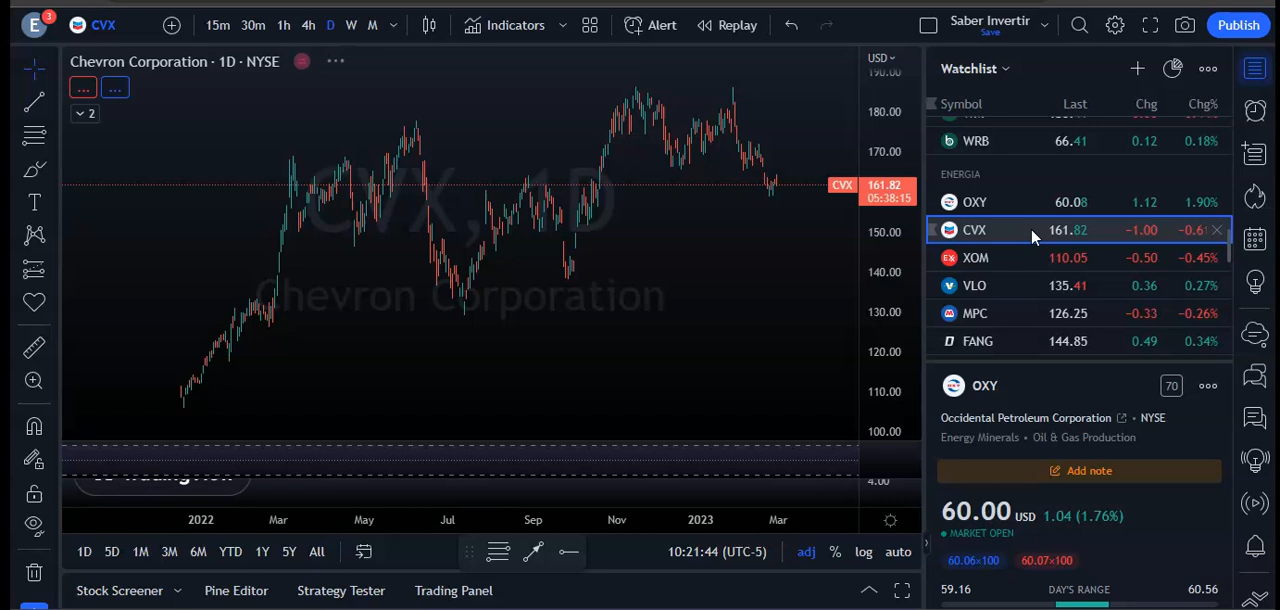 E 3 CVX 15m 30m 1h 4h D W M Indicators Alert Replay Saber Invertir Save Publish
Chevron Corporation · 1D · NYSE
... ...
2
USD
190.00
180.00
170.00
CVX 161.82
05:38:15
150.00
140.00
130.00
120.00
110.00
100.00
4.00
CVX, 1D
Chevron Corporation
2022 Mar May Jul Sep Nov 2023 Mar
1D 5D 1M 3M 6M YTD 1Y 5Y All 10:21:44 (UTC-5) adj % log auto
Stock Screener Pine Editor Strategy Tester Trading Panel
Watchlist
Symbol Last Chg Chg%
WRB 66.41 0.12 0.18%
ENERGIA
OXY 60.08 1.12 1.90%
CVX 161.82 −1.00 −0.61
XOM 110.05 −0.50 −0.45%
VLO 135.41 0.36 0.27%
MPC 126.25 −0.33 −0.26%
FANG 144.85 0.49 0.34%
OXY 70
Occidental Petroleum Corporation • NYSE
Energy Minerals • Oil & Gas Production
Add note
60.00 USD 1.04 (1.76%)
MARKET OPEN
60.06×100 60.07×100
59.16 DAY'S RANGE 60.56